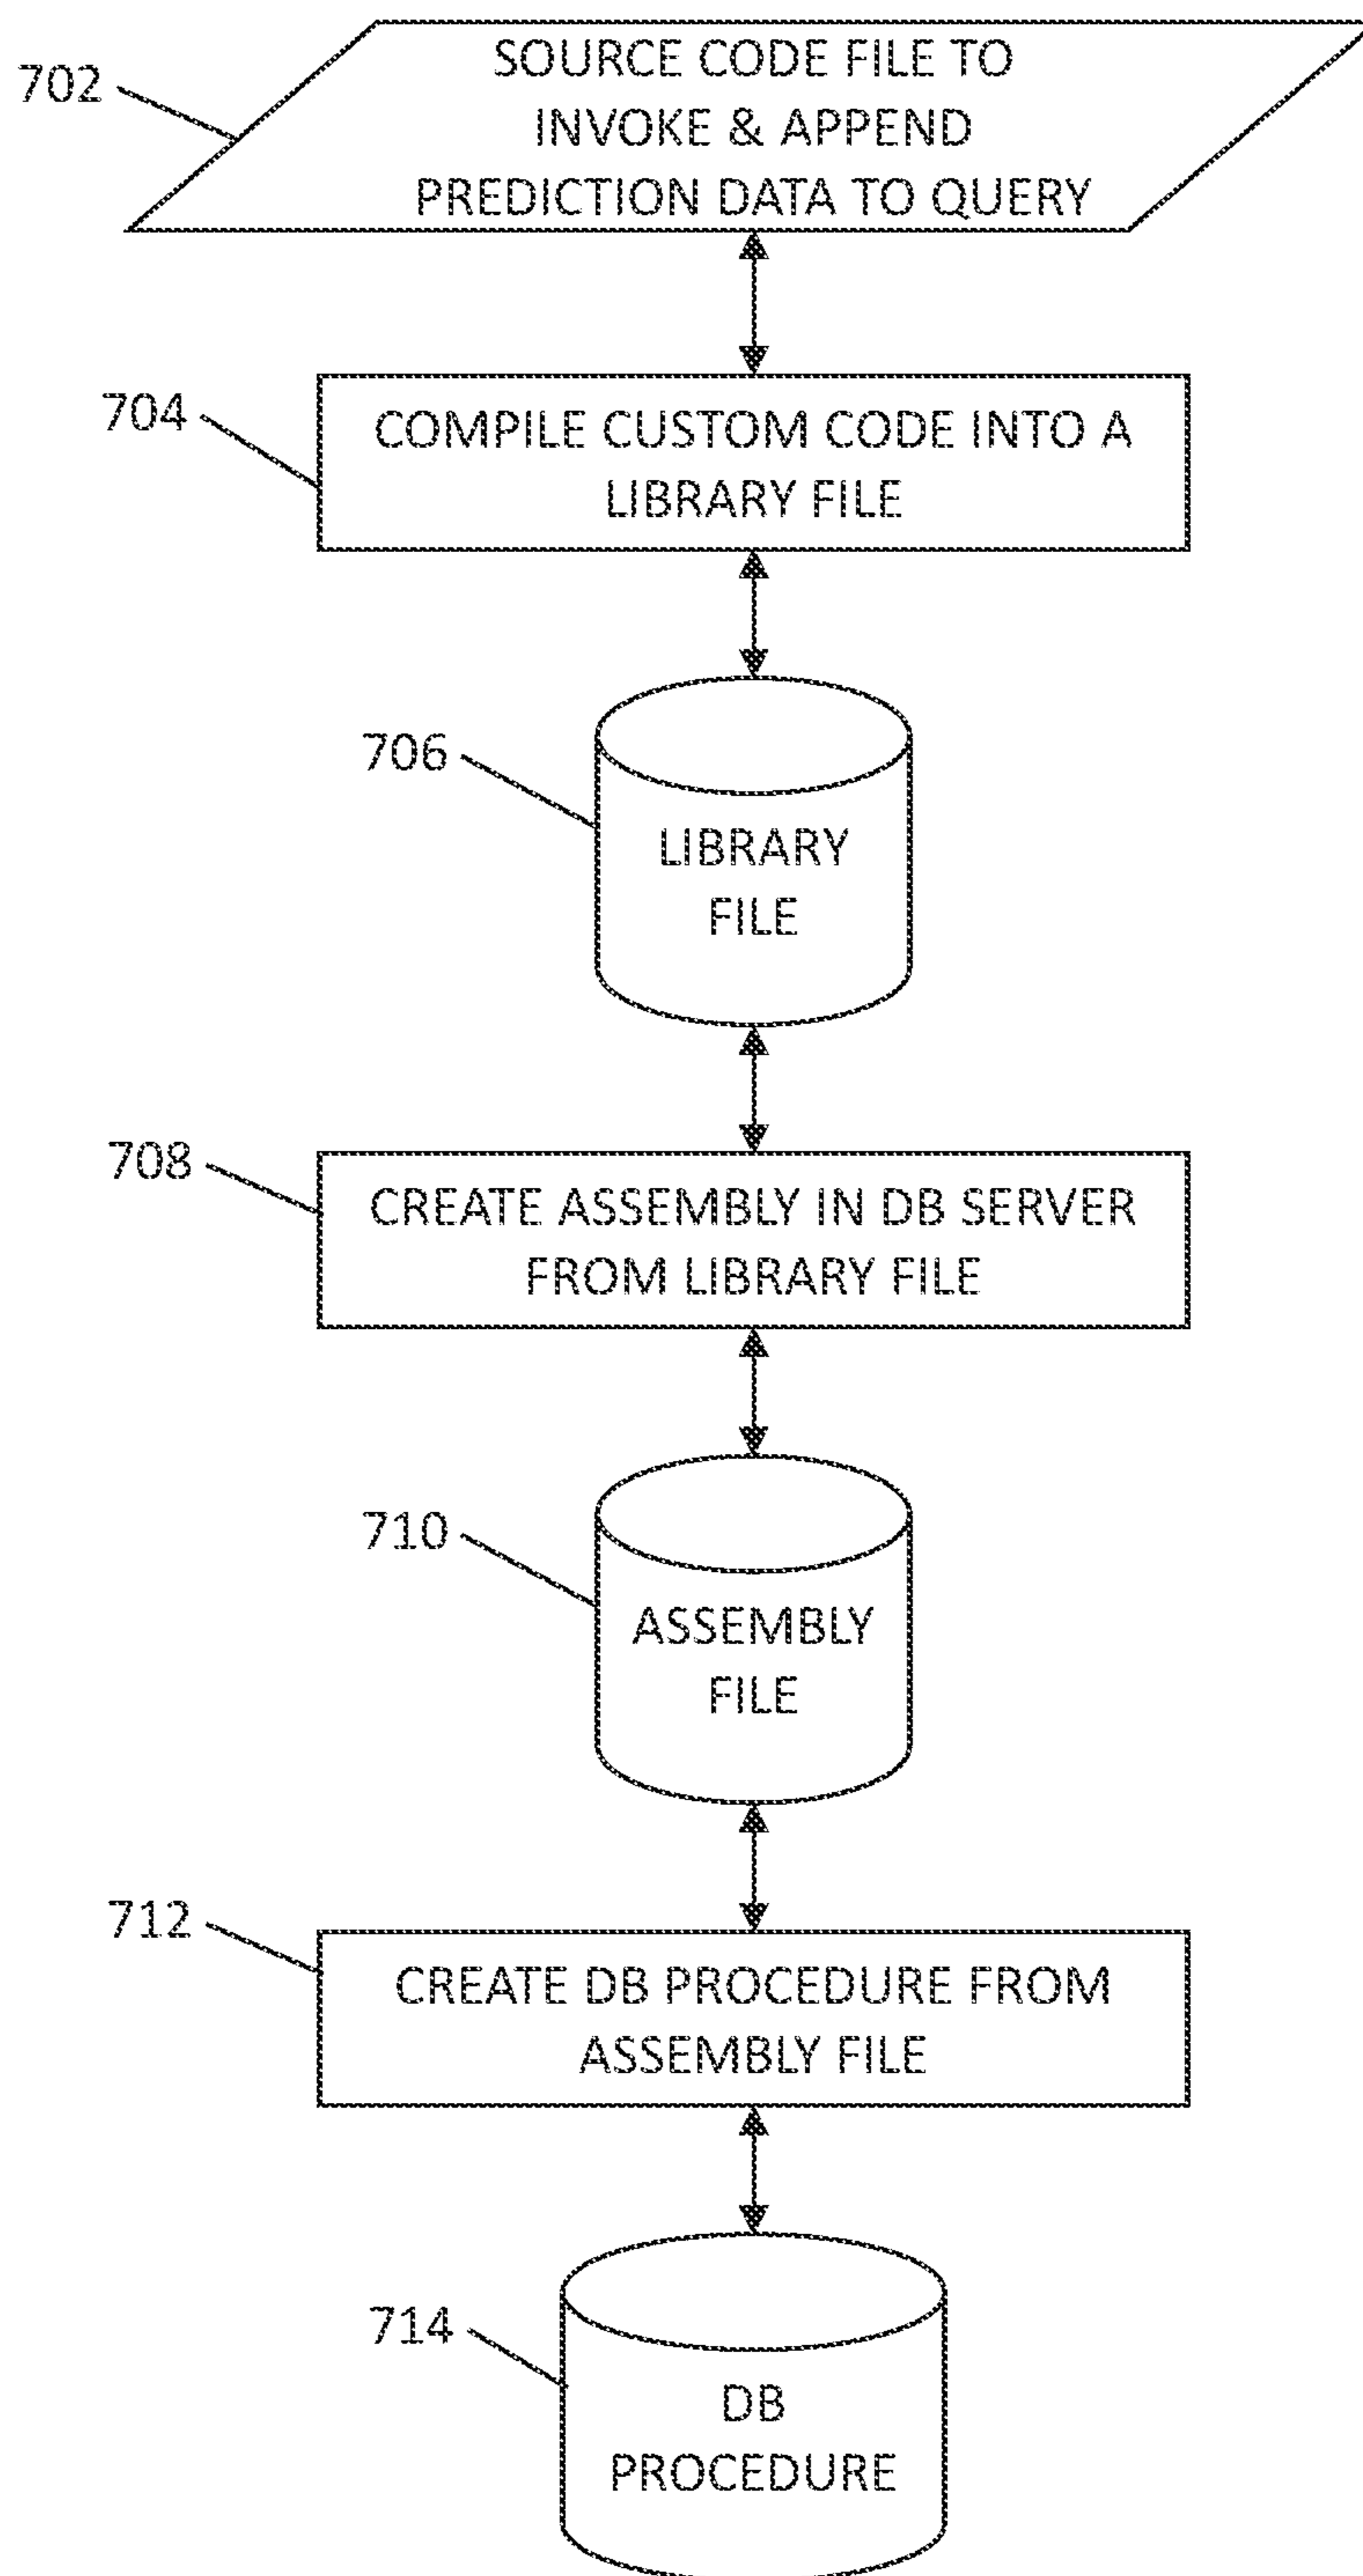 702
SOURCE CODE FILE TO
INVOKE & APPEND
PREDICTION DATA TO QUERY
704
COMPILE CUSTOM CODE INTO A
LIBRARY FILE
706
LIBRARY
FILE
708
CREATE ASSEMBLY IN DB SERVER
FROM LIBRARY FILE
710
ASSEMBLY
FILE
712
CREATE DB PROCEDURE FROM
ASSEMBLY FILE
714
DB
PROCEDURE